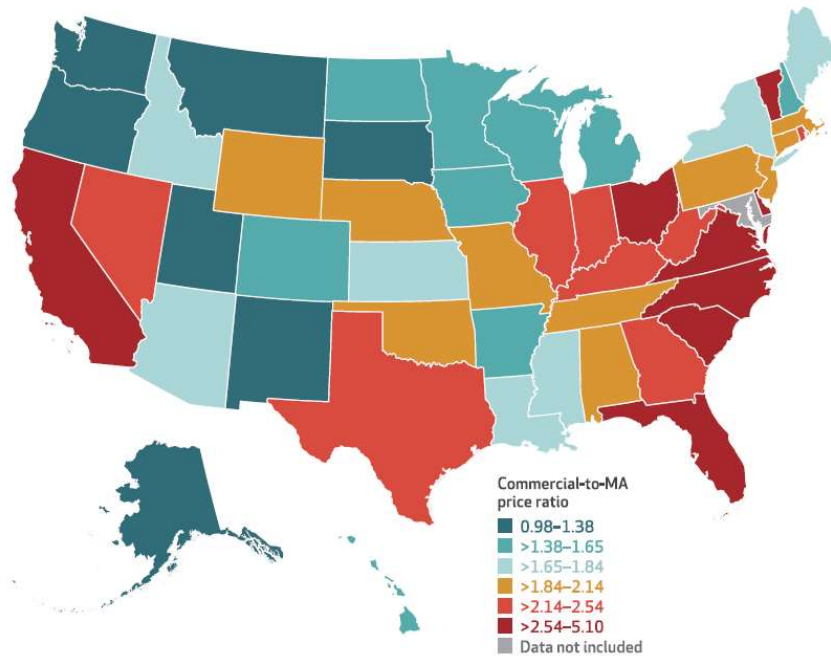 Commercial-to-MA
price ratio
0.98–1.38
>1.38–1.65
>1.65–1.84
>1.84–2.14
>2.14–2.54
>2.54–5.10
Data not included